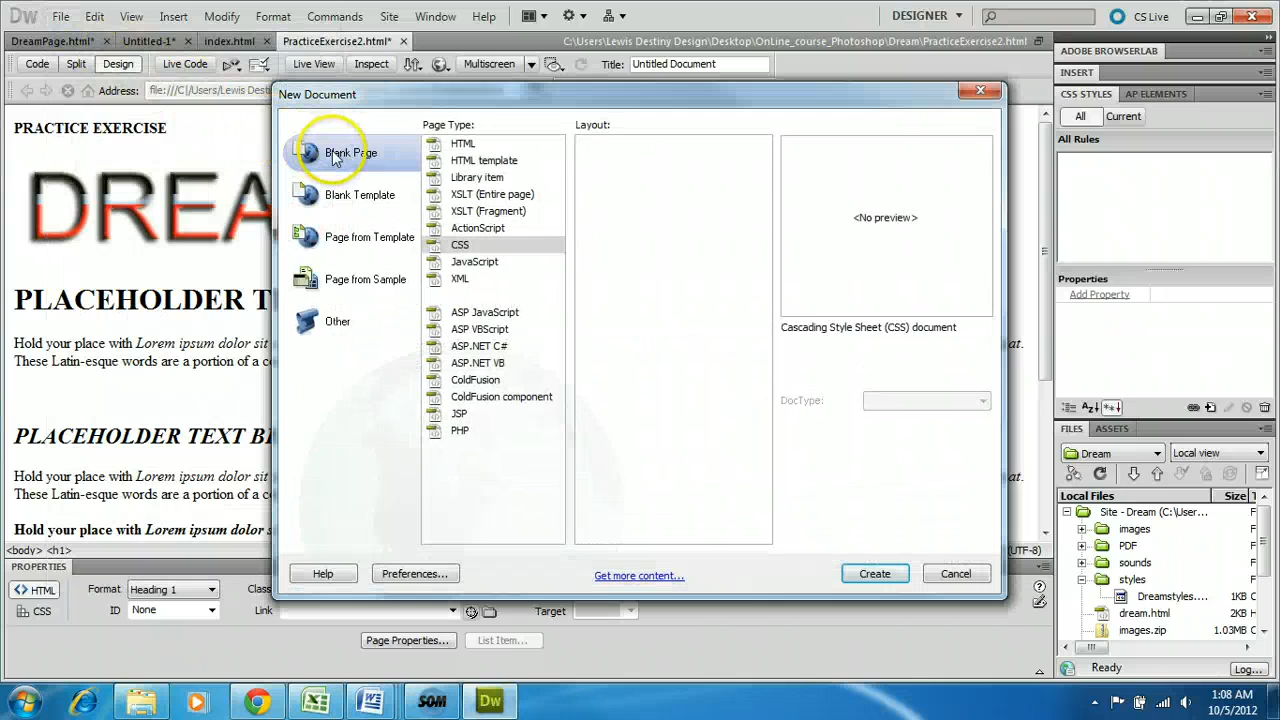 Dw File Edit View Insert Modify Format Commands Site Window Help DESIGNER CS Live
DreamPage.html* Untitled-1* index.html PracticeExercise2.html* C:\Users\Lewis Destiny Design\Desktop\OnLine_course_Photoshop\Dream\PracticeExercise2.html
Code Split Design Live Code Live View Inspect Multiscreen Title: Untitled Document
Address: file:///C|/Users/Lewis Des
New Document
PRACTICE EXERCISE
DREA
PLACEHOLDER T
Hold your place with Lorem ipsum dolor sit
These Latin-esque words are a portion of a co
PLACEHOLDER TEXT BI
Hold your place with Lorem ipsum dolor sit
These Latin-esque words are a portion of a co
Hold your place with Lorem ipsum dolor sit
Blank Page
Blank Template
Page from Template
Page from Sample
Other
Page Type:
HTML
HTML template
Library item
XSLT (Entire page)
XSLT (Fragment)
ActionScript
CSS
JavaScript
XML
ASP JavaScript
ASP VBScript
ASP.NET C#
ASP.NET VB
ColdFusion
ColdFusion component
JSP
PHP
Layout:
<No preview>
Cascading Style Sheet (CSS) document
DocType:
Help Preferences... Get more content... Create Cancel
<body> <h1> (UTF-8)
PROPERTIES
HTML Format Heading 1 Class
CSS ID None Link Target
Page Properties... List Item...
ADOBE BROWSERLAB
INSERT
CSS STYLES AP ELEMENTS
All Current
All Rules
Properties
Add Property
FILES ASSETS
Dream Local view
Local Files Size
Site - Dream (C:\User...
images
PDF
sounds
styles
Dreamstyles.... 1KB
dream.html 2KB
images.zip 1.03MB
Ready Log...
SOM Dw
1:08 AM
10/5/2012